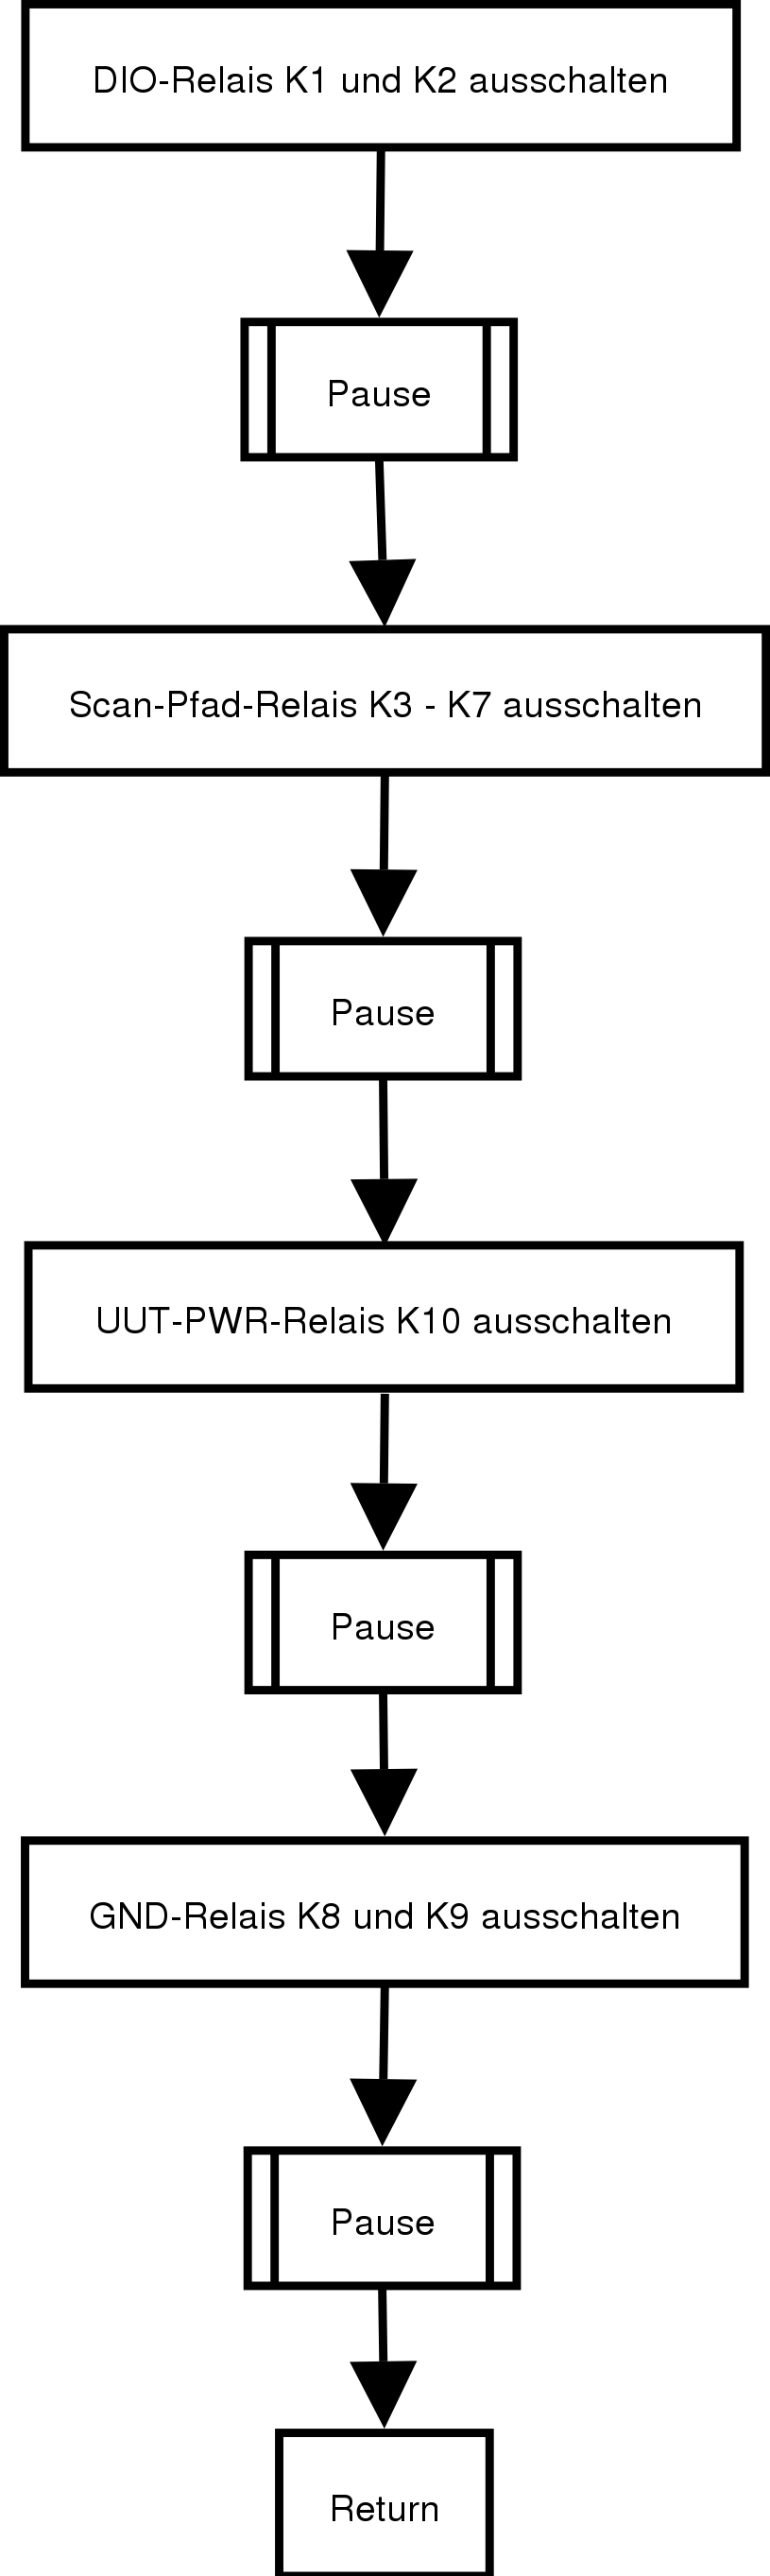 DIO-Relais K1 und K2 ausschalten
Pause
Scan-Pfad-Relais K3 - K7 ausschalten
Pause
UUT-PWR-Relais K10 ausschalten
Pause
GND-Relais K8 und K9 ausschalten
Pause
Return